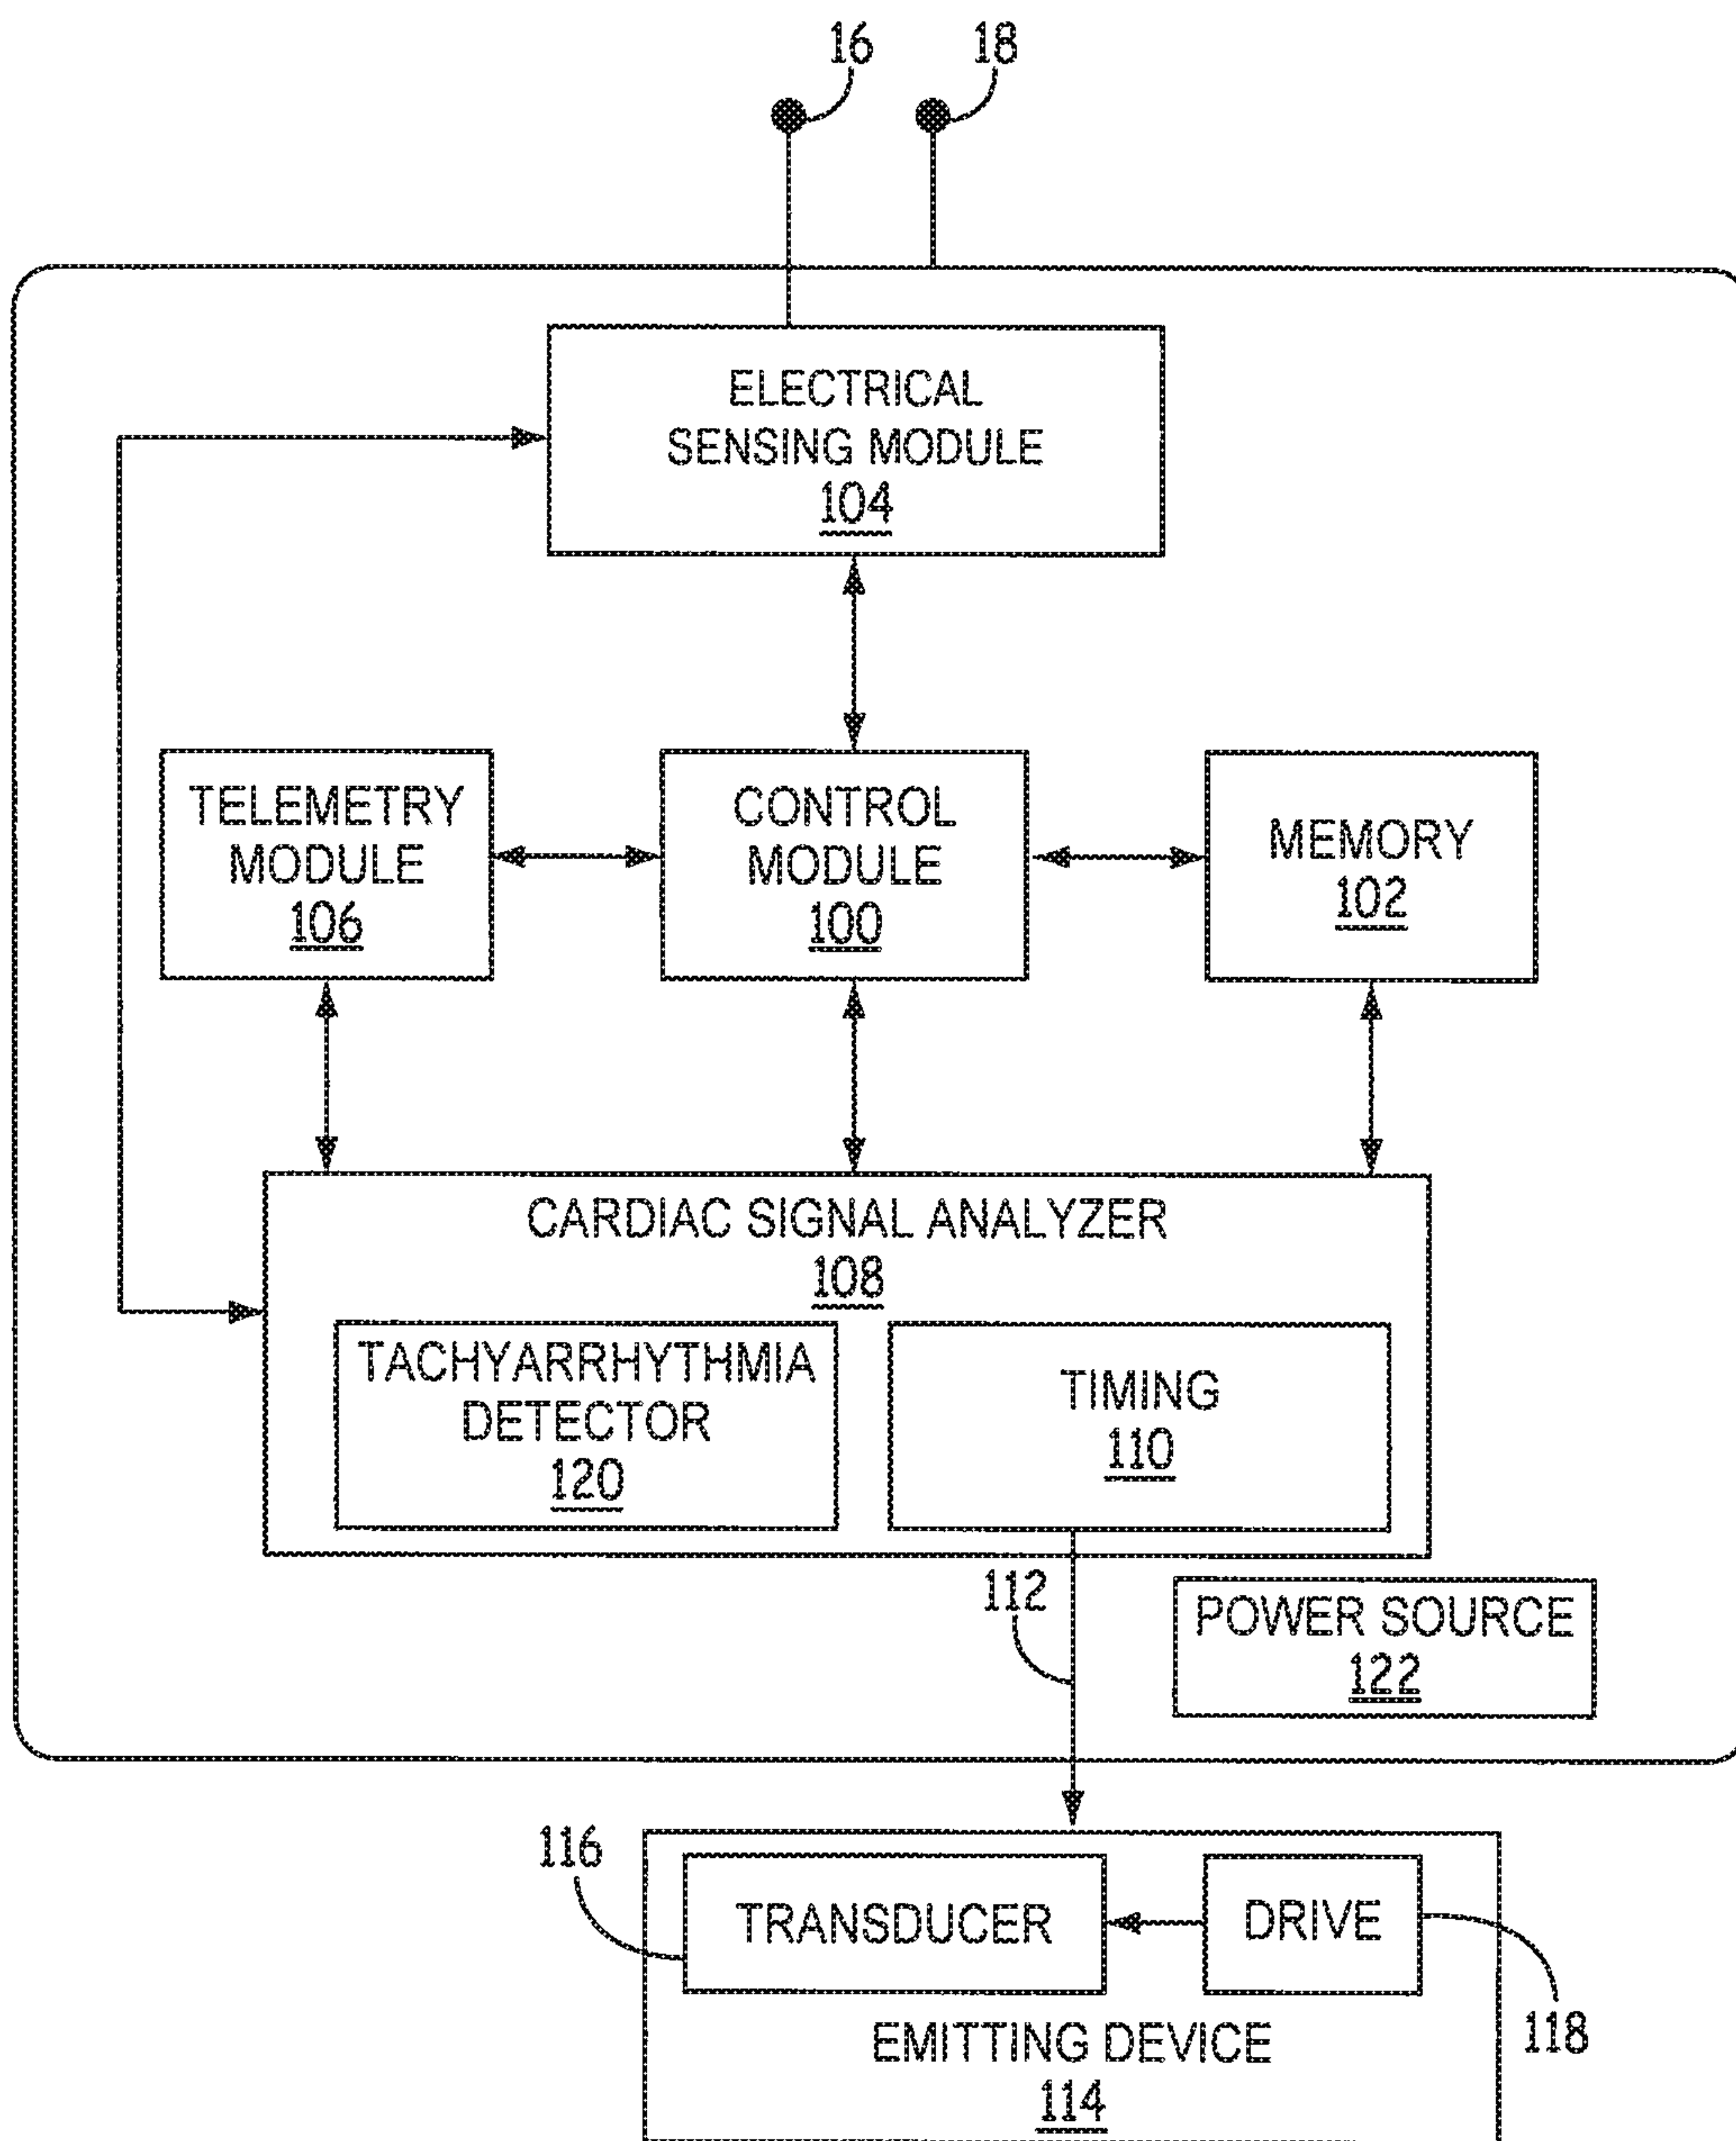 16
18
ELECTRICAL
SENSING MODULE
104
TELEMETRY
MODULE
106
CONTROL
MODULE
100
MEMORY
102
CARDIAC SIGNAL ANALYZER
108
TACHYARRHYTHMIA
DETECTOR
120
TIMING
110
112
POWER SOURCE
122
116
TRANSDUCER
DRIVE
118
EMITTING DEVICE
114